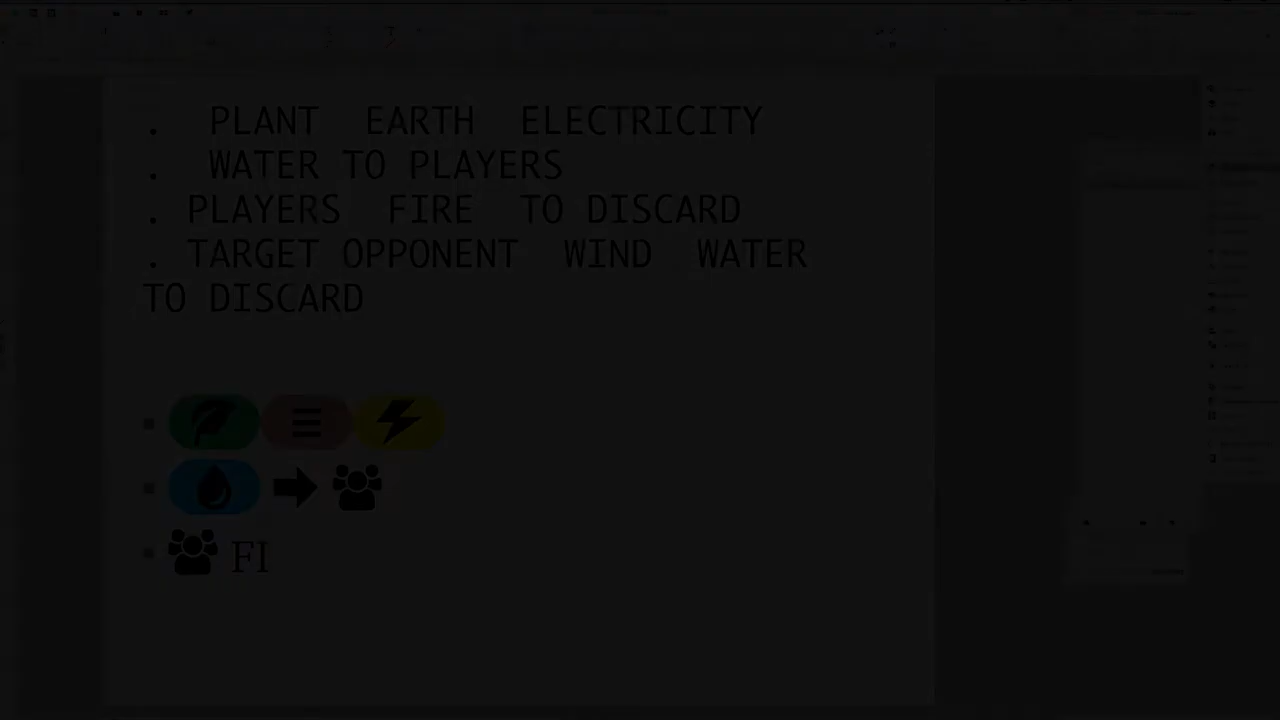 . PLANT EARTH ELECTRICITY
. WATER TO PLAYERS
. PLAYERS FIRE TO DISCARD
. TARGET OPPONENT WIND WATER
TO DISCARD
FI